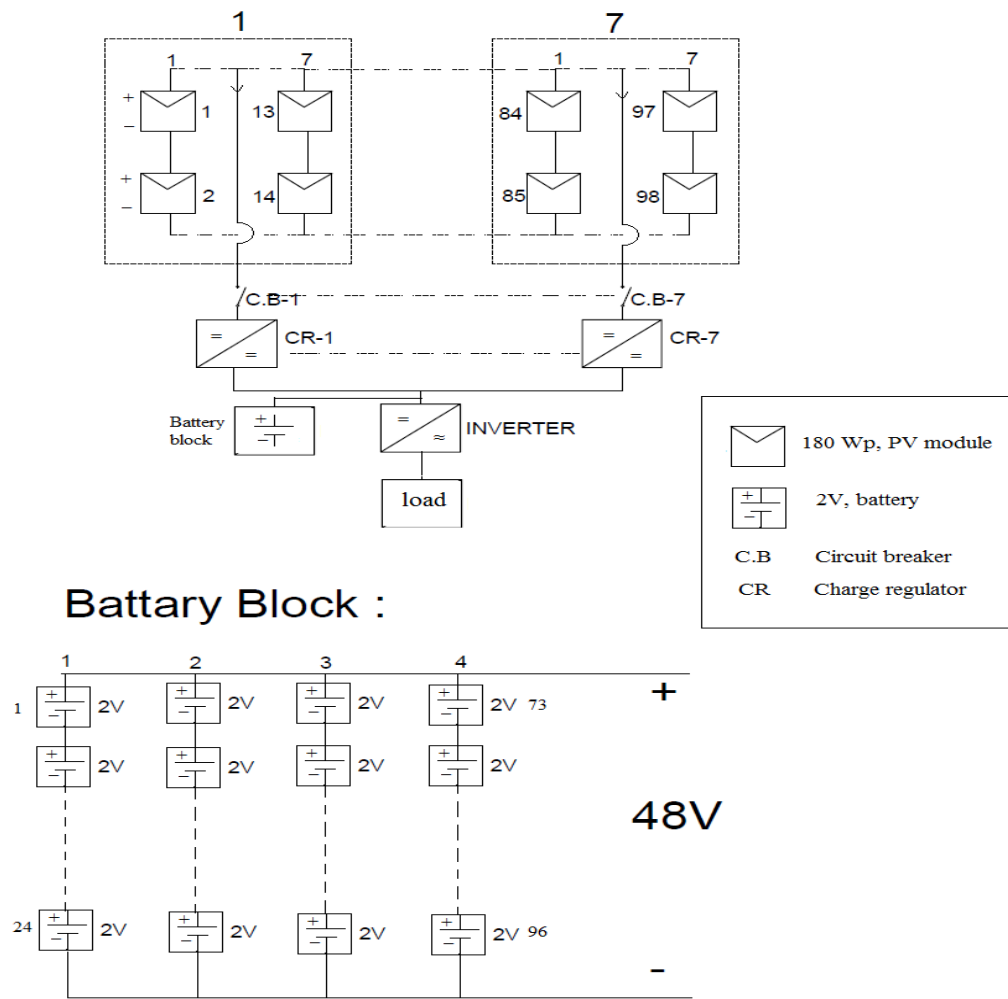 1 7
1 7 1 7
+ 1 13 84 97
−
+ 2 14 85 98
−
C.B-1 C.B-7
= = CR-1 = = CR-7
Battery block + − = ≈ INVERTER
load
180 Wp, PV module
+ − 2V, battery
C.B Circuit breaker
CR Charge regulator
Battary Block :
1 2 3 4
1 + − 2V + − 2V + − 2V + − 2V 73 +
+ − 2V + − 2V + − 2V + − 2V
48V
24 + − 2V + − 2V + − 2V + − 2V 96
-